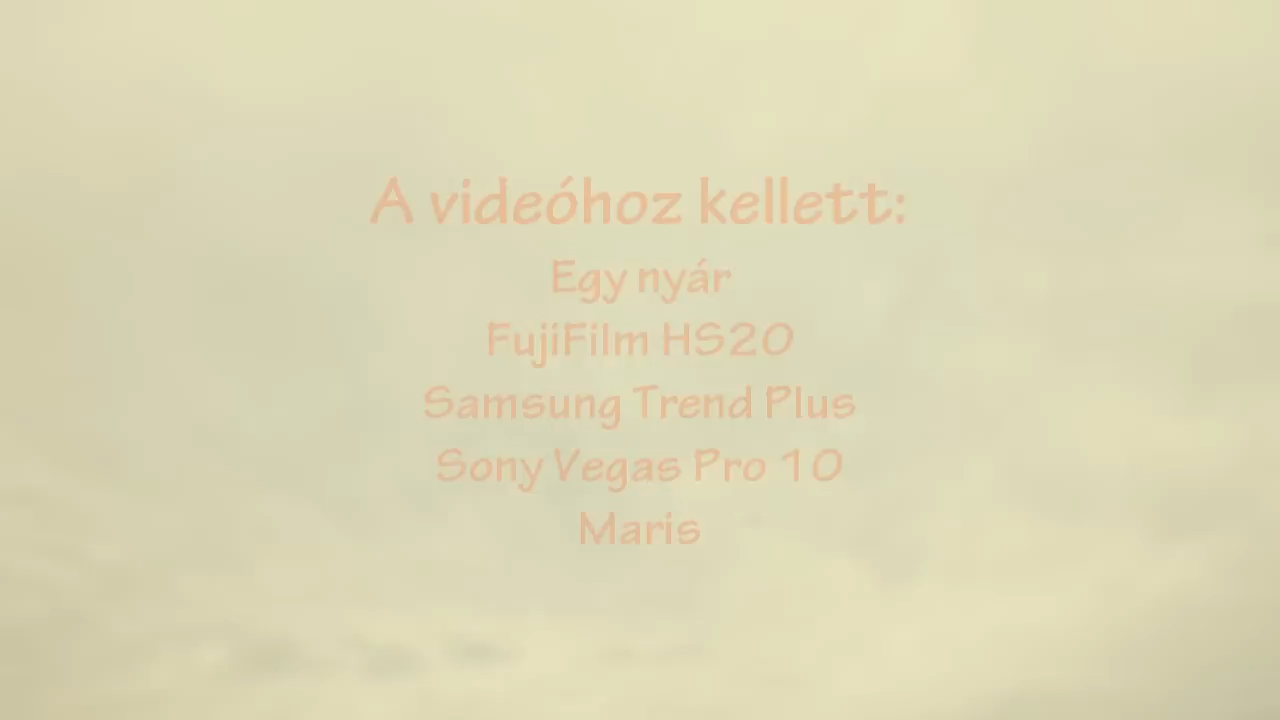 A videóhoz kellett:
Egy nyár
FujiFilm HS20
Samsung Trend Plus
Sony Vegas Pro 10
Maris